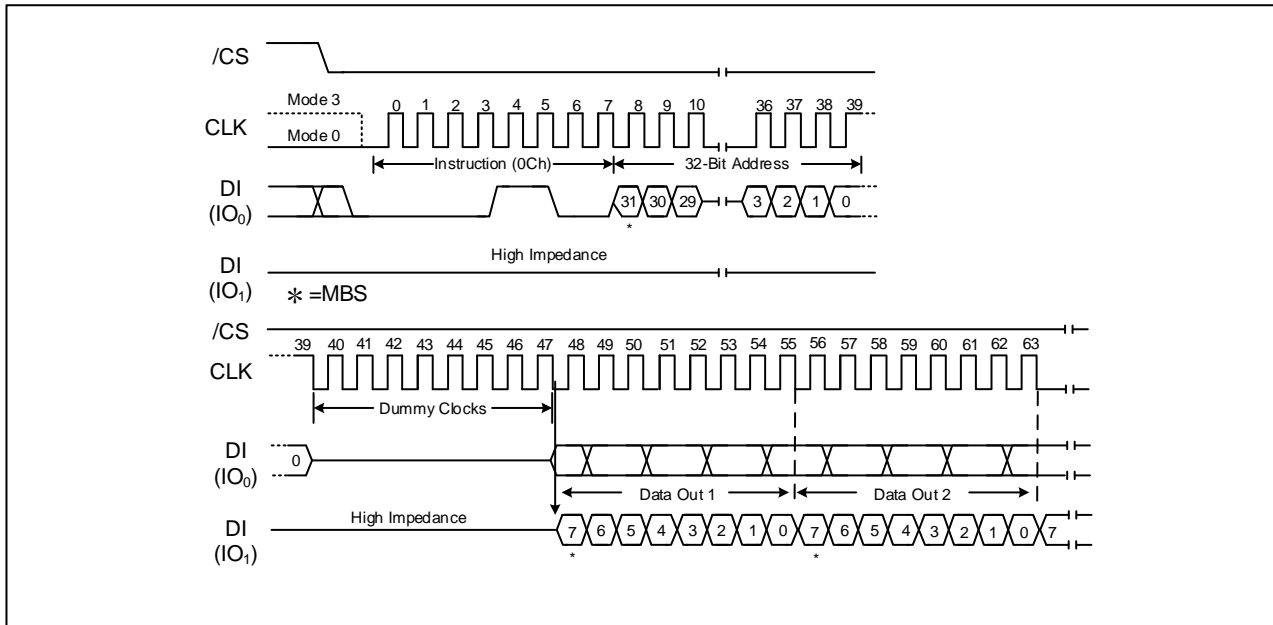 /CS
Mode 3
0 1 2 3 4 5 6 7 8 9 10 36 37 38 39
CLK
Mode 0
Instruction (0Ch) 32-Bit Address
DI
(IO₀)
31 30 29 3 2 1 0
*
High Impedance
DI
(IO₁)
* =MBS
/CS
39 40 41 42 43 44 45 46 47 48 49 50 51 52 53 54 55 56 57 58 59 60 61 62 63
CLK
Dummy Clocks
DI
(IO₀)
0
Data Out 1 Data Out 2
High Impedance
DI
(IO₁)
7 6 5 4 3 2 1 0 7 6 5 4 3 2 1 0 7
* *